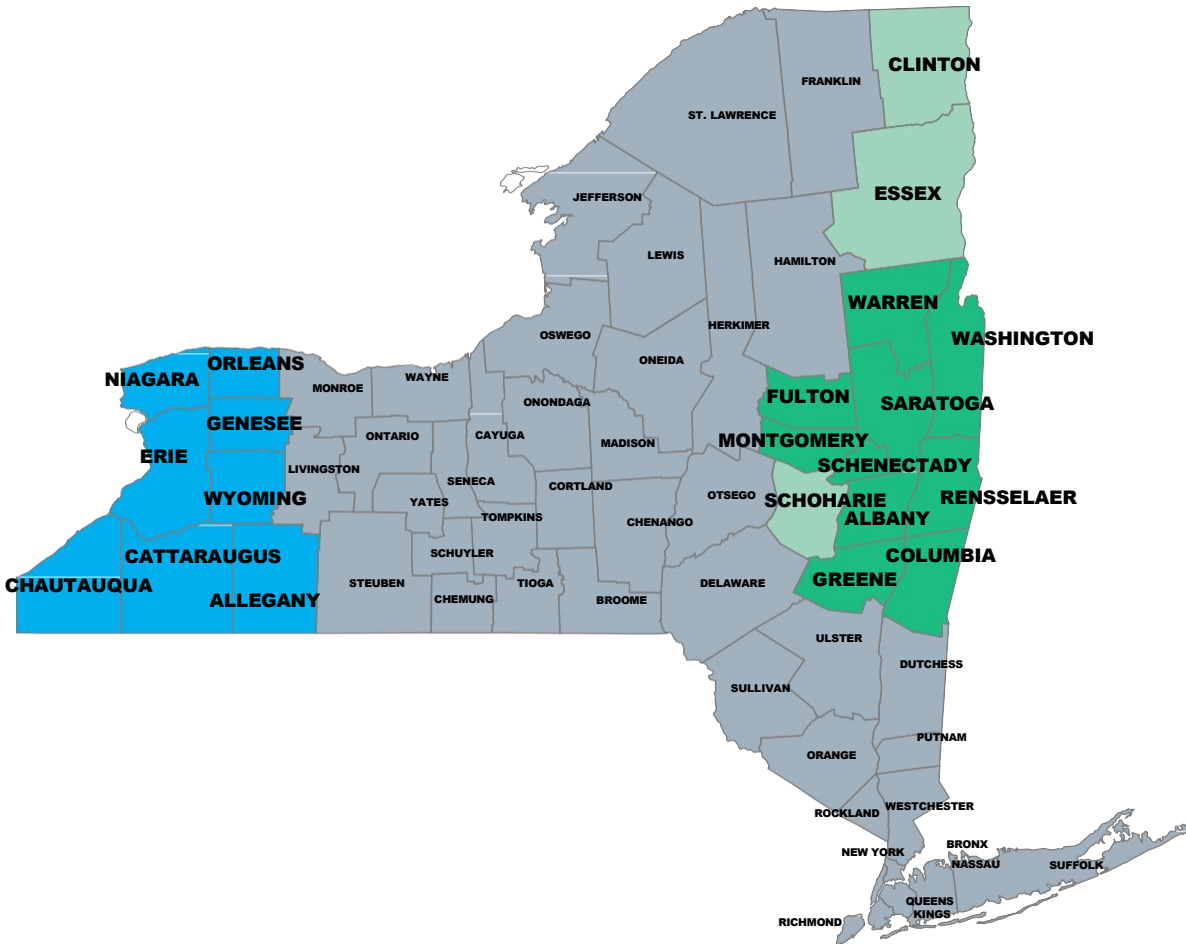 CLINTON
FRANKLIN
ST. LAWRENCE
ESSEX
JEFFERSON
LEWIS
HAMILTON
WARREN
HERKIMER
WASHINGTON
OSWEGO
ONEIDA
ORLEANS
NIAGARA
WAYNE
MONROE
FULTON
ONONDAGA
SARATOGA
GENESEE
ONTARIO
CAYUGA
MADISON
MONTGOMERY
ERIE
LIVINGSTON
SCHENECTADY
SENECA
CORTLAND
WYOMING
YATES
OTSEGO
SCHOHARIE
RENSSELAER
TOMPKINS
CHENANGO
ALBANY
CATTARAUGUS
SCHUYLER
COLUMBIA
CHAUTAUQUA
STEUBEN
TIOGA
DELAWARE
GREENE
ALLEGANY
CHEMUNG
BROOME
ULSTER
DUTCHESS
SULLIVAN
PUTNAM
ORANGE
ROCKLAND
WESTCHESTER
NEW YORK
BRONX
NASSAU
SUFFOLK
QUEENS
KINGS
RICHMOND